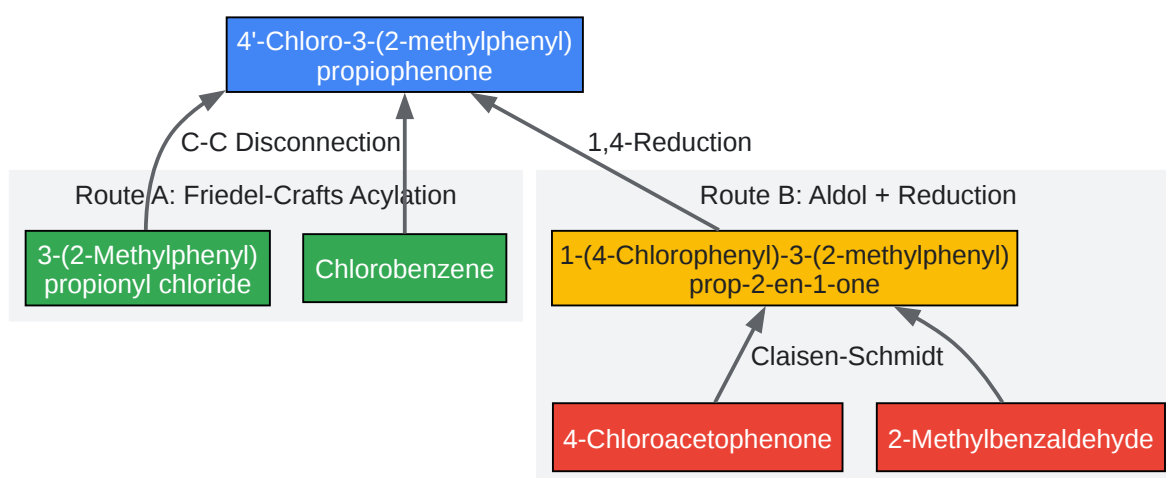 4'-Chloro-3-(2-methylphenyl)
propiophenone
C-C Disconnection
1,4-Reduction
Route A: Friedel-Crafts Acylation
Route B: Aldol + Reduction
3-(2-Methylphenyl)
propionyl chloride
Chlorobenzene
1-(4-Chlorophenyl)-3-(2-methylphenyl)
prop-2-en-1-one
Claisen-Schmidt
4-Chloroacetophenone
2-Methylbenzaldehyde